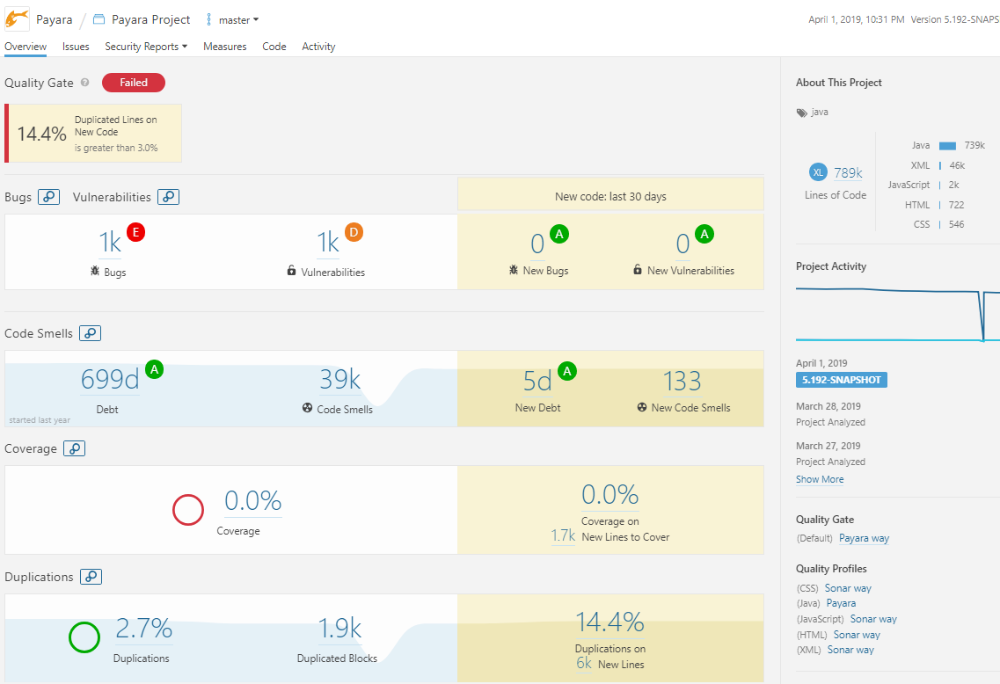 Payara / Payara Project master
April 1, 2019, 10:31 PM Version 5.192-SNAPS
Overview Issues Security Reports Measures Code Activity
Quality Gate ? Failed
14.4% Duplicated Lines on
New Code
is greater than 3.0%
Bugs Vulnerabilities
New code: last 30 days
1k E
Bugs
1k D
Vulnerabilities
0 A
New Bugs
0 A
New Vulnerabilities
Code Smells
699d A
Debt
started last year
39k
Code Smells
5d A
New Debt
133
New Code Smells
Coverage
0.0%
Coverage
0.0%
Coverage on
1.7k New Lines to Cover
Duplications
2.7%
Duplications
1.9k
Duplicated Blocks
14.4%
Duplications on
6k New Lines
About This Project
java
XL 789k
Lines of Code
Java 739k
XML 46k
JavaScript 2k
HTML 722
CSS 546
Project Activity
April 1, 2019
5.192-SNAPSHOT
March 28, 2019
Project Analyzed
March 27, 2019
Project Analyzed
Show More
Quality Gate
(Default) Payara way
Quality Profiles
(CSS) Sonar way
(Java) Payara
(JavaScript) Sonar way
(HTML) Sonar way
(XML) Sonar way